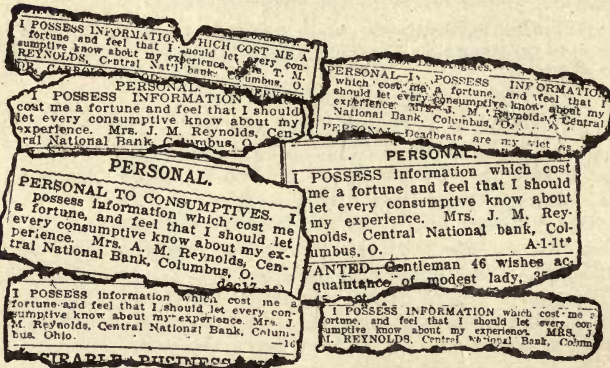 I POSSESS INFORMATION WHICH COST ME A
fortune and feel that I should let every con-
sumptive know about my experience. Mrs. T. M.
REYNOLDS, Central Nat'l bank, Columbus, O.
PERSONAL
I POSSESS INFORMATION
cost me a fortune and feel that I should
let every consumptive know about my
experience. Mrs. J. M. Reynolds, Cen-
tral National Bank, Columbus, O.
PERSONAL.
PERSONAL TO CONSUMPTIVES. I
possess information which cost me
a fortune, and feel that I should let
every consumptive know about my ex-
perience. Mrs. A. M. Reynolds, Cen-
tral National Bank, Columbus, O.
dec17
I POSSESS information which cost me a
fortune and feel that I should let every con-
sumptive know about my experience. Mrs. J.
M. Reynolds, Central National Bank, Colum-
bus, Ohio.
SIRABLE BUSINESS
PERSONAL—I POSSESS INFORMATION
which cost me a fortune, and feel that I
should let every consumptive know about my
experience. Mrs. J. M. Reynolds, Central
National Bank, Columbus, O.
PERSONAL—Deadbeats are my
PERSONAL.
I POSSESS information which cost
me a fortune and feel that I should
let every consumptive know about
my experience. Mrs. J. M. Rey-
nolds, Central National bank, Col-
umbus, O. A-1-1t*
WANTED—Gentleman 46 wishes ac-
quaintance of modest lady, 35
I POSSESS INFORMATION which cost me a
fortune, and feel that I should let every con-
sumptive know about my experience. MRS. J.
M. REYNOLDS, Central National Bank, Colum